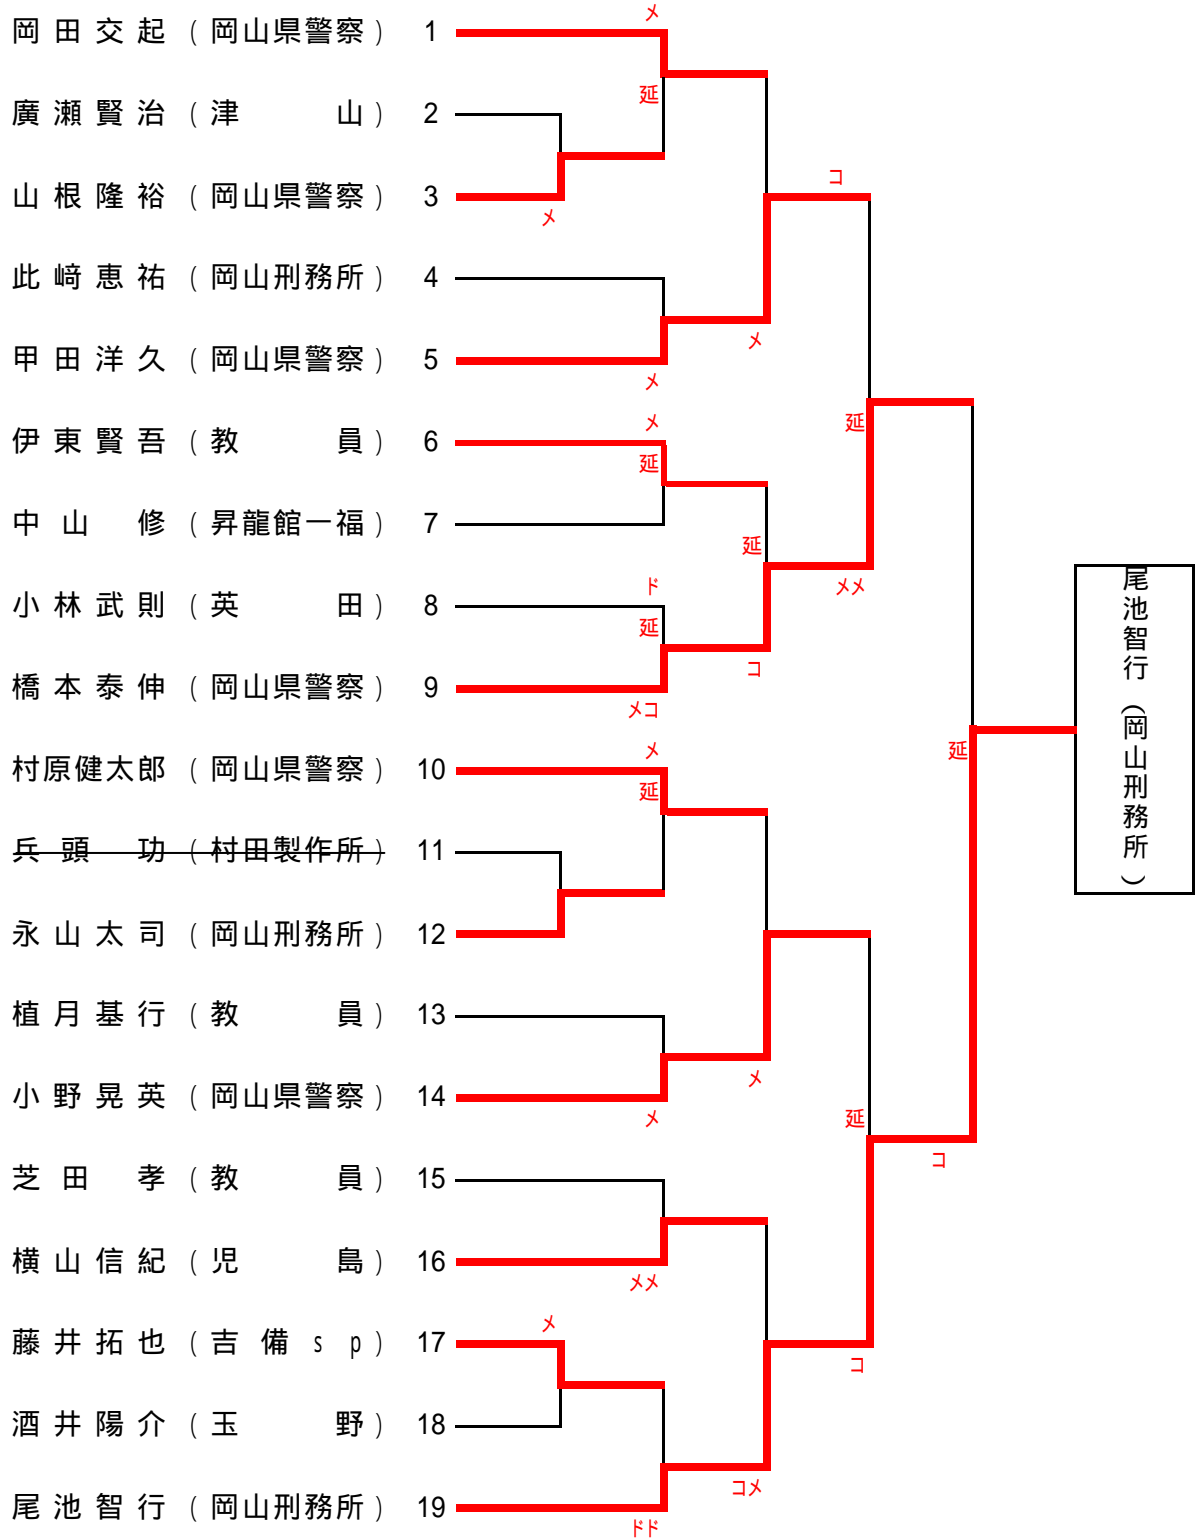 メ
岡田交起 (岡山県警察) 1
延
廣瀬賢治 (津山) 2
コ
山根隆裕 (岡山県警察) 3
メ
此﨑恵祐 (岡山刑務所) 4
メ
甲田洋久 (岡山県警察) 5
メ
メ
延
伊東賢吾 (教員) 6
延
中山修 (昇龍館一福) 7
延
ド
メメ
小林武則 (英田) 8
延
コ
橋本泰伸 (岡山県警察) 9
メコ
メ
延
村原健太郎 (岡山県警察) 10
延
兵頭功 (村田製作所) 11
永山太司 (岡山刑務所) 12
植月基行 (教員) 13
メ
小野晃英 (岡山県警察) 14
メ
延
コ
芝田孝 (教員) 15
横山信紀 (児島) 16
メメ
メ
藤井拓也 (吉備sp) 17
コ
酒井陽介 (玉野) 18
コメ
尾池智行 (岡山刑務所) 19
ドド
尾池智行 (岡山刑務所)